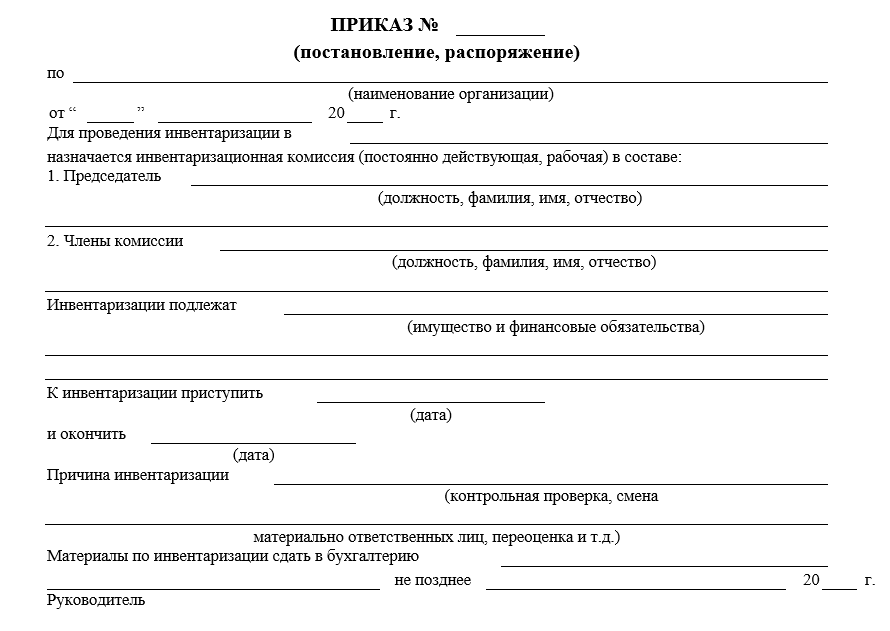 ПРИКАЗ №
(постановление, распоряжение)
по
(наименование организации)
от “ ” 20 г.
Для проведения инвентаризации в
назначается инвентаризационная комиссия (постоянно действующая, рабочая) в составе:
1. Председатель
(должность, фамилия, имя, отчество)
2. Члены комиссии
(должность, фамилия, имя, отчество)
Инвентаризации подлежат
(имущество и финансовые обязательства)
К инвентаризации приступить
(дата)
и окончить
(дата)
Причина инвентаризации
(контрольная проверка, смена
материально ответственных лиц, переоценка и т.д.)
Материалы по инвентаризации сдать в бухгалтерию
не позднее 20 г.
Руководитель